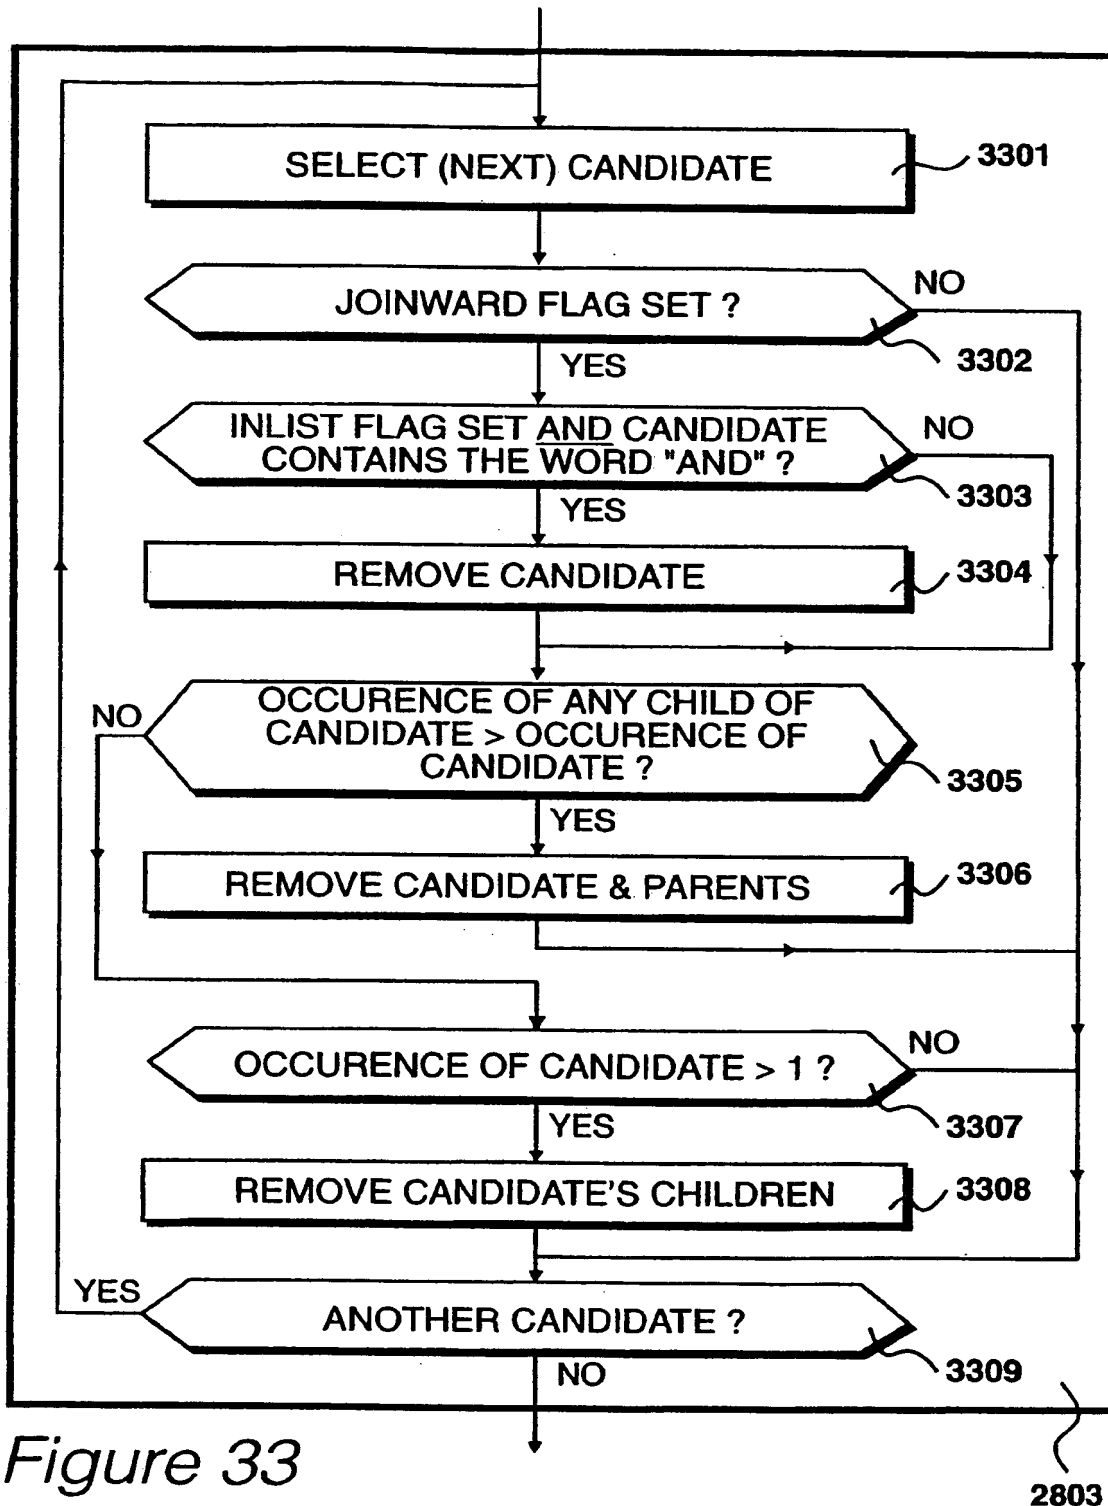 SELECT (NEXT) CANDIDATE
3301
JOINWARD FLAG SET ?
NO
3302
YES
INLIST FLAG SET AND CANDIDATE
CONTAINS THE WORD "AND" ?
NO
3303
YES
REMOVE CANDIDATE
3304
NO
OCCURENCE OF ANY CHILD OF
CANDIDATE > OCCURENCE OF
CANDIDATE ?
3305
YES
REMOVE CANDIDATE & PARENTS
3306
OCCURENCE OF CANDIDATE > 1 ?
NO
3307
YES
REMOVE CANDIDATE'S CHILDREN
3308
YES
ANOTHER CANDIDATE ?
3309
NO
Figure 33
2803